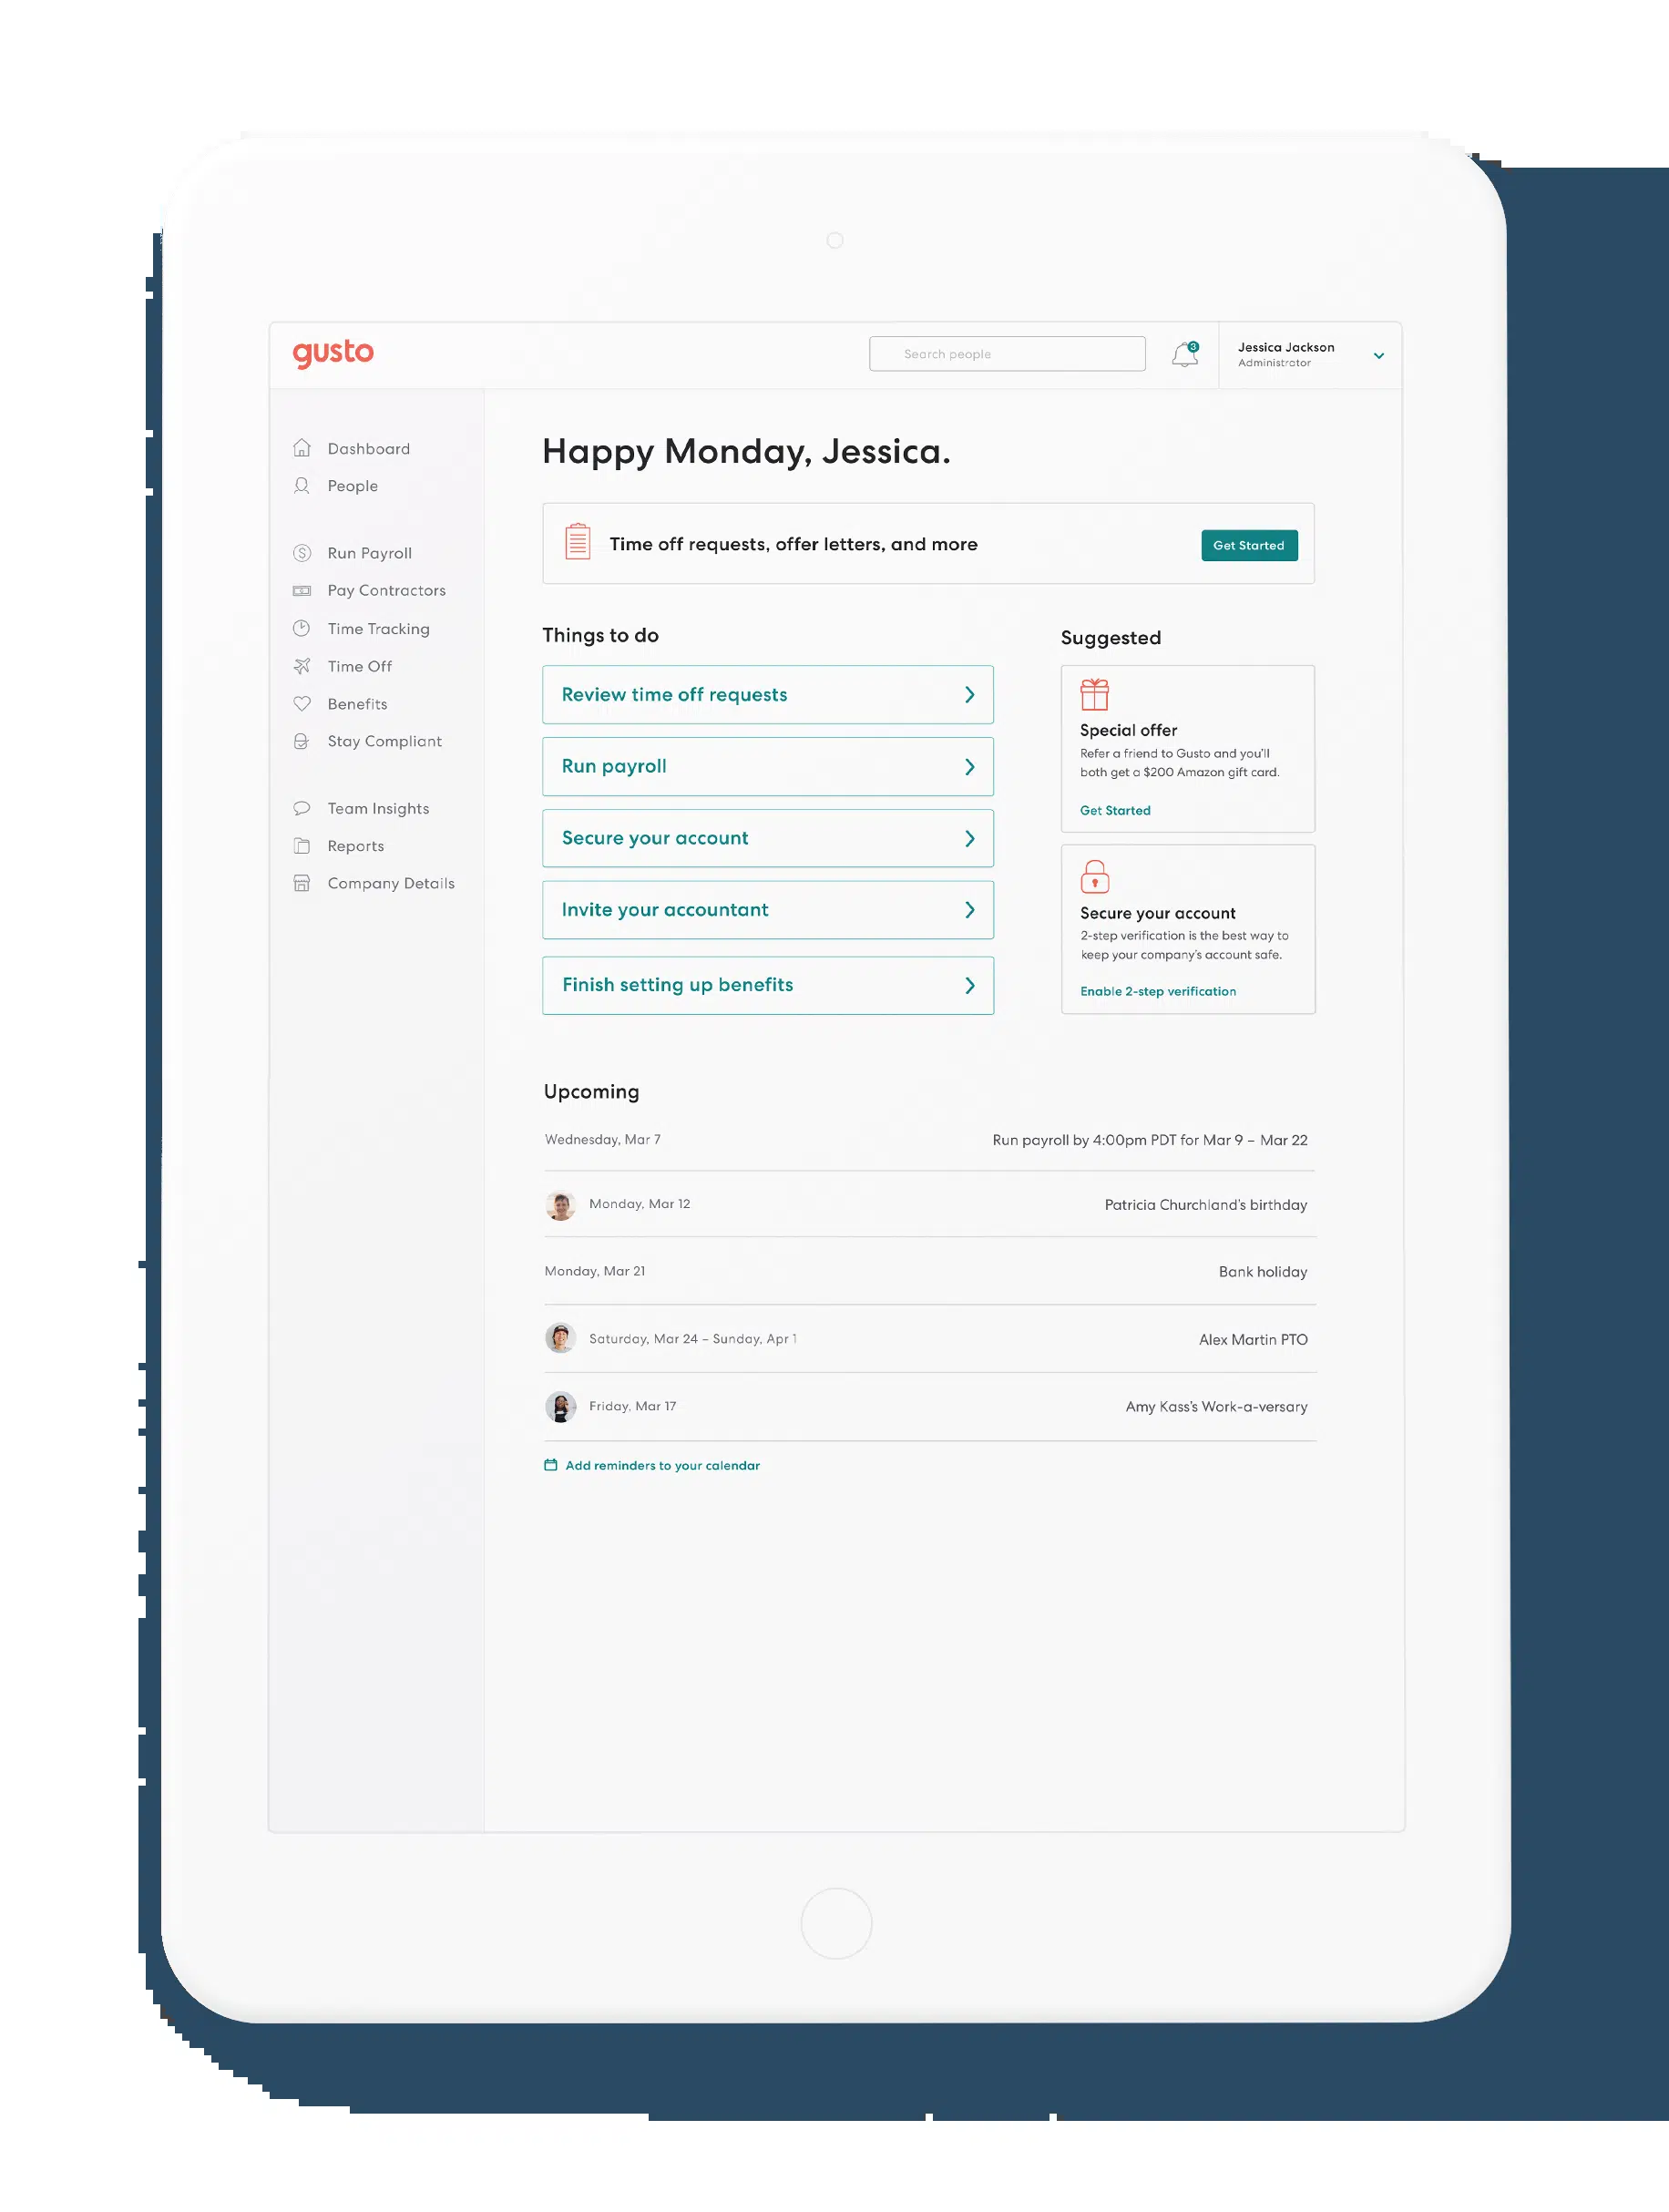 gusto
Search people
3
Jessica Jackson
Administrator
Dashboard
People
Run Payroll
Pay Contractors
Time Tracking
Time Off
Benefits
Stay Compliant
Team Insights
Reports
Company Details
Happy Monday, Jessica.
Time off requests, offer letters, and more
Get Started
Things to do
Review time off requests
Run payroll
Secure your account
Invite your accountant
Finish setting up benefits
Suggested
Special offer
Refer a friend to Gusto and you'll
both get a $200 Amazon gift card.
Get Started
Secure your account
2-step verification is the best way to
keep your company's account safe.
Enable 2-step verification
Upcoming
Wednesday, Mar 7 Run payroll by 4:00pm PDT for Mar 9 – Mar 22
Monday, Mar 12 Patricia Churchland's birthday
Monday, Mar 21 Bank holiday
Saturday, Mar 24 – Sunday, Apr 1 Alex Martin PTO
Friday, Mar 17 Amy Kass's Work-a-versary
Add reminders to your calendar